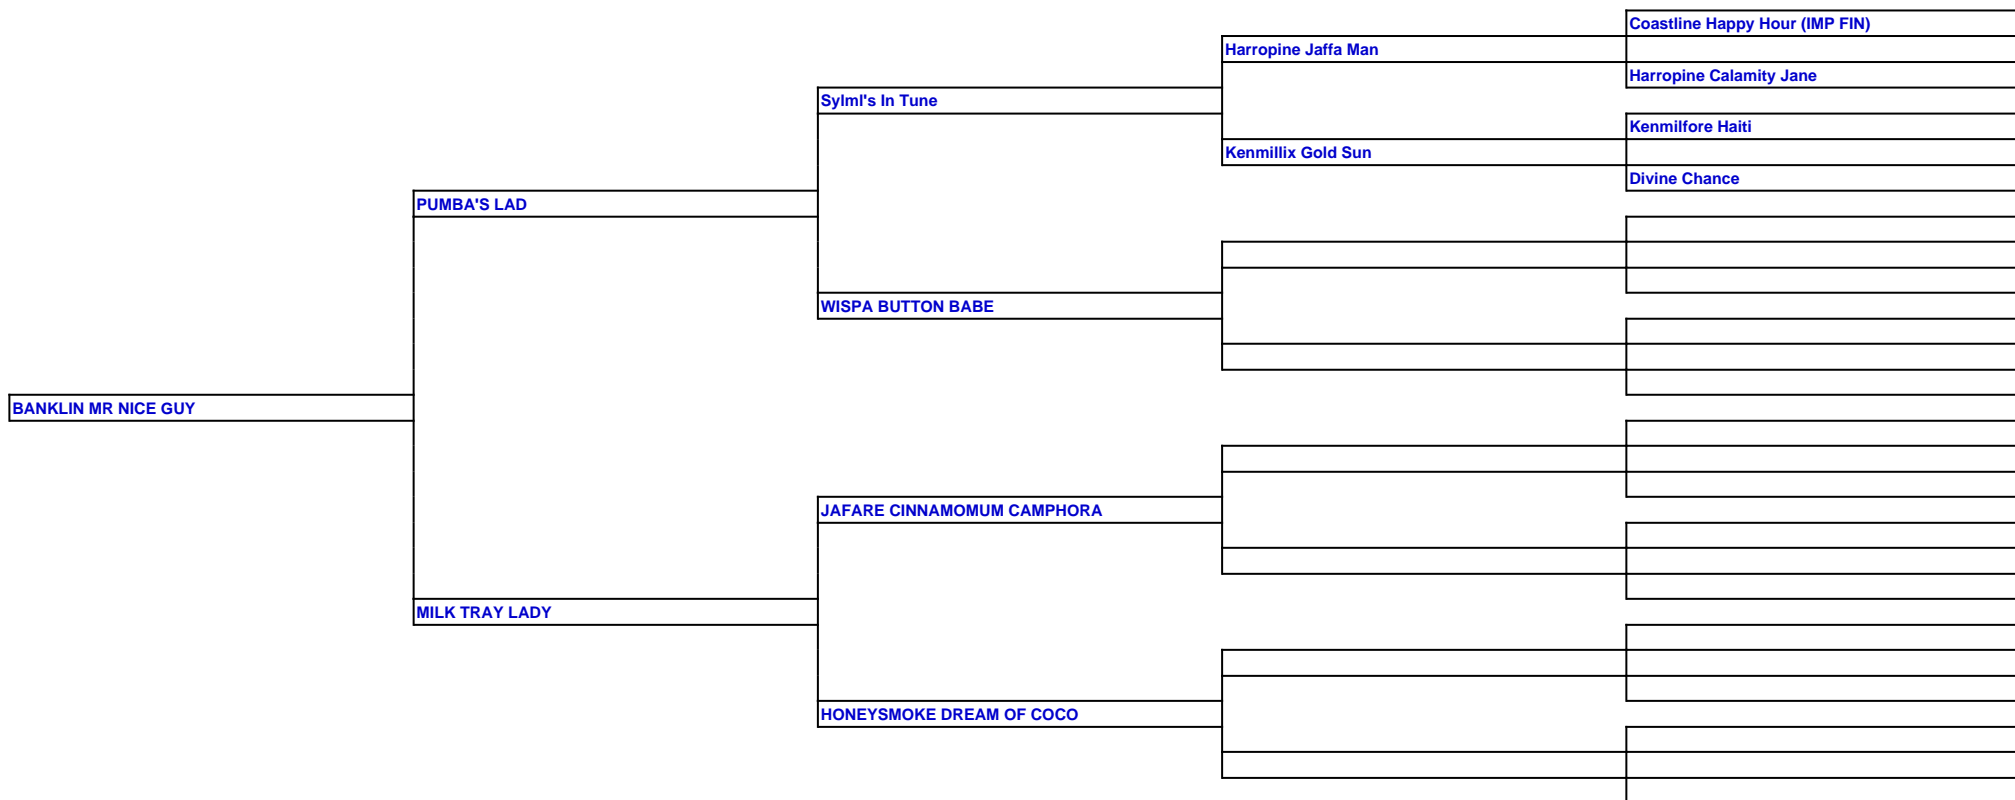 Coastline Happy Hour (IMP FIN)
Harropine Jaffa Man
Harropine Calamity Jane
Sylml's In Tune
Kenmilfore Haiti
Kenmillix Gold Sun
Divine Chance
PUMBA'S LAD
WISPA BUTTON BABE
BANKLIN MR NICE GUY
JAFARE CINNAMOMUM CAMPHORA
MILK TRAY LADY
HONEYSMOKE DREAM OF COCO